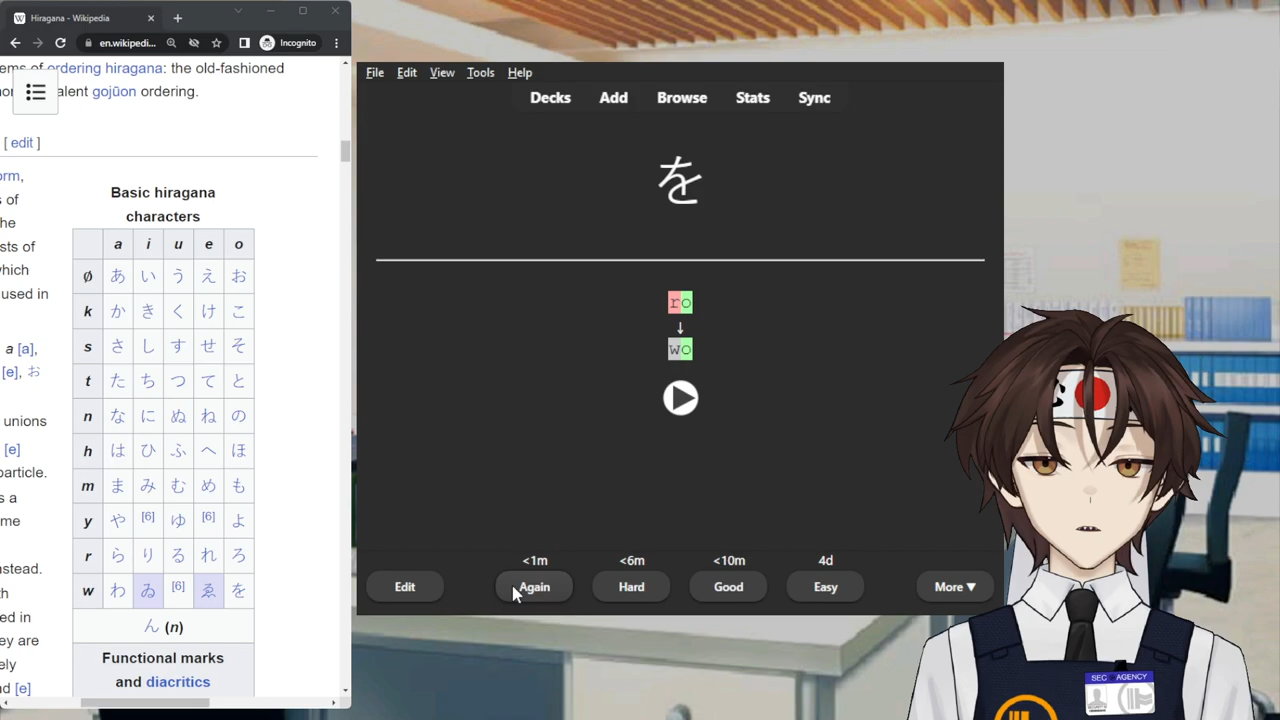 Hiragana - Wikipedia
en.wikipedi...
Incognito
ems of ordering hiragana: the old-fashioned
alent gojūon ordering.
[ edit ]
orm,
s of
he
sts of
which
used in
a [a],
[e], お
unions
[e]
particle.
s a
me
nstead.
th
ed in
ey are
ely
nd [e]
Basic hiragana
characters
a i u e o
∅ あ い う え お
k か き く け こ
s さ し す せ そ
t た ち つ て と
n な に ぬ ね の
h は ひ ふ へ ほ
m ま み む め も
y や [6] ゆ [6] よ
r ら り る れ ろ
w わ ゐ [6] ゑ を
ん (n)
Functional marks
and diacritics
File Edit View Tools Help
Decks Add Browse Stats Sync
を
ro
↓
wo
<1m <6m <10m 4d
Edit Again Hard Good Easy More ▼
SEC AGENCY